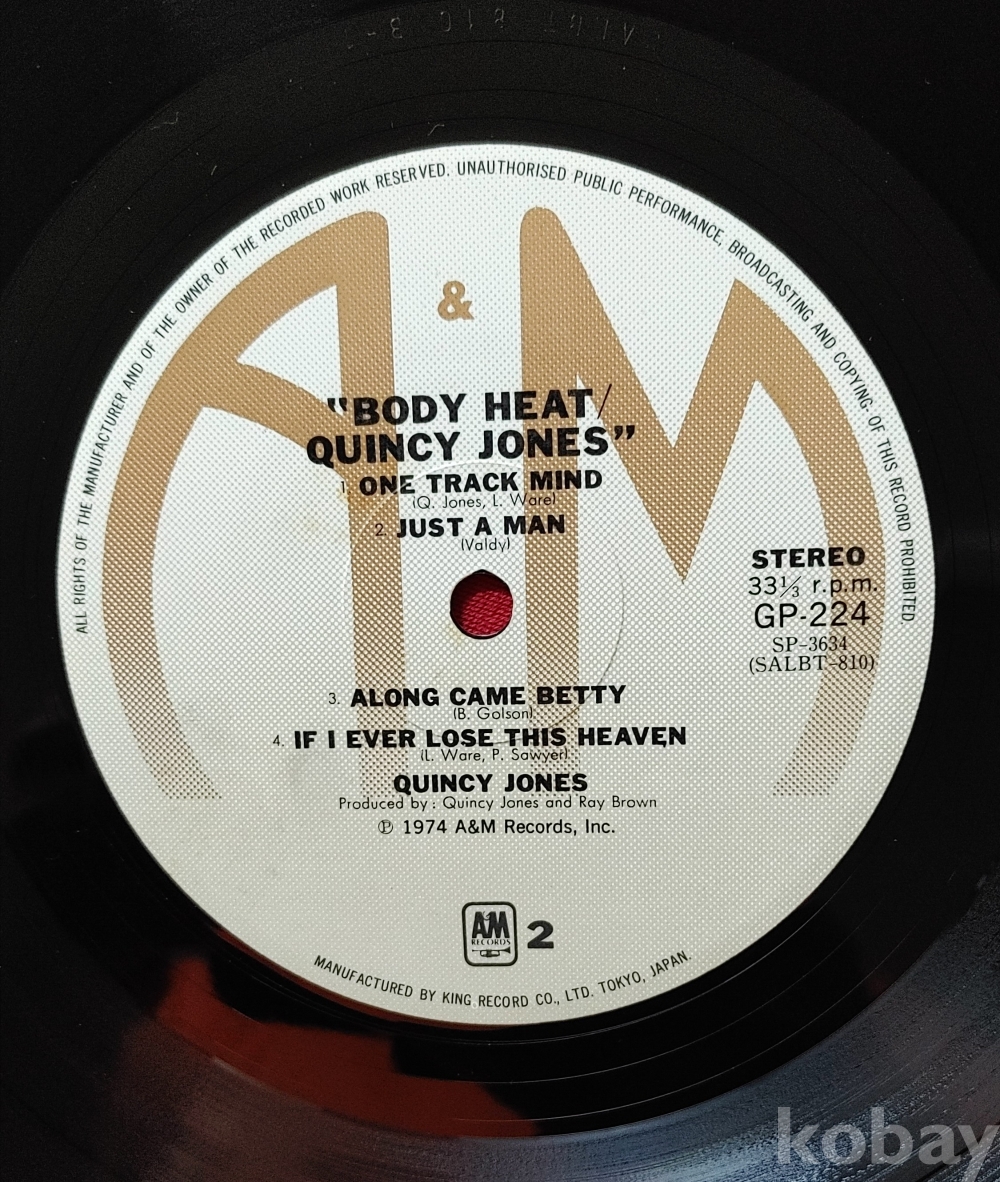 ALL RIGHTS OF THE MANUFACTURER AND OF THE OWNER OF THE RECORDED WORK RESERVED. UNAUTHORISED PUBLIC PERFORMANCE, BROADCASTING AND COPYING. OF THIS RECORD PROHIBITED.
A & M
"BODY HEAT/
QUINCY JONES"
1. ONE TRACK MIND
(Q. Jones, L. Ware)
2. JUST A MAN
(Valdy)
STEREO
33⅓ r.p.m.
GP-224
SP-3634
(SALBT-810)
3. ALONG CAME BETTY
(B. Golson)
4. IF I EVER LOSE THIS HEAVEN
(L. Ware, P. Sawyer)
QUINCY JONES
Produced by: Quincy Jones and Ray Brown
℗ 1974 A&M Records, Inc.
A&M
RECORDS
2
MANUFACTURED BY KING RECORD CO., LTD. TOKYO, JAPAN.
kobay